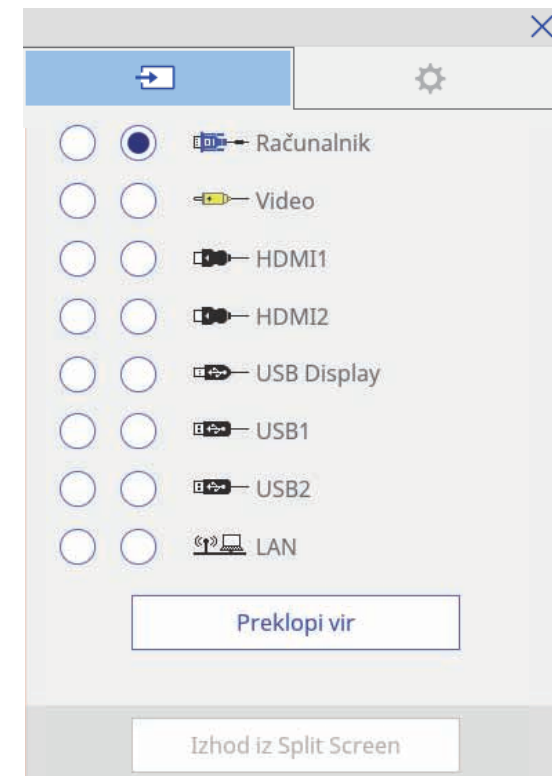 Računalnik
Video
HDMI1
HDMI2
USB Display
USB1
USB2
LAN
Preklopi vir
Izhod iz Split Screen